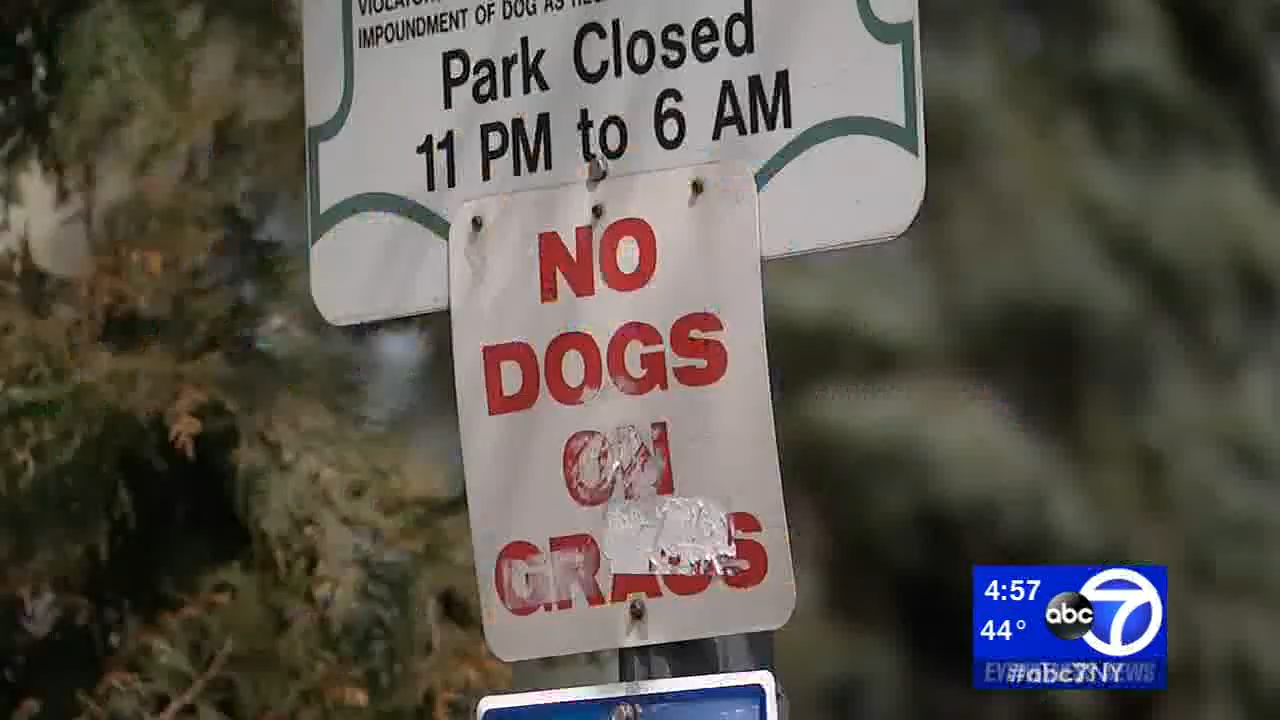 IMPOUNDMENT OF DOG AS
Park Closed
11 PM to 6 AM
NO
DOGS
ON
GRASS
4:57
44°
abc 7
#abc7NY